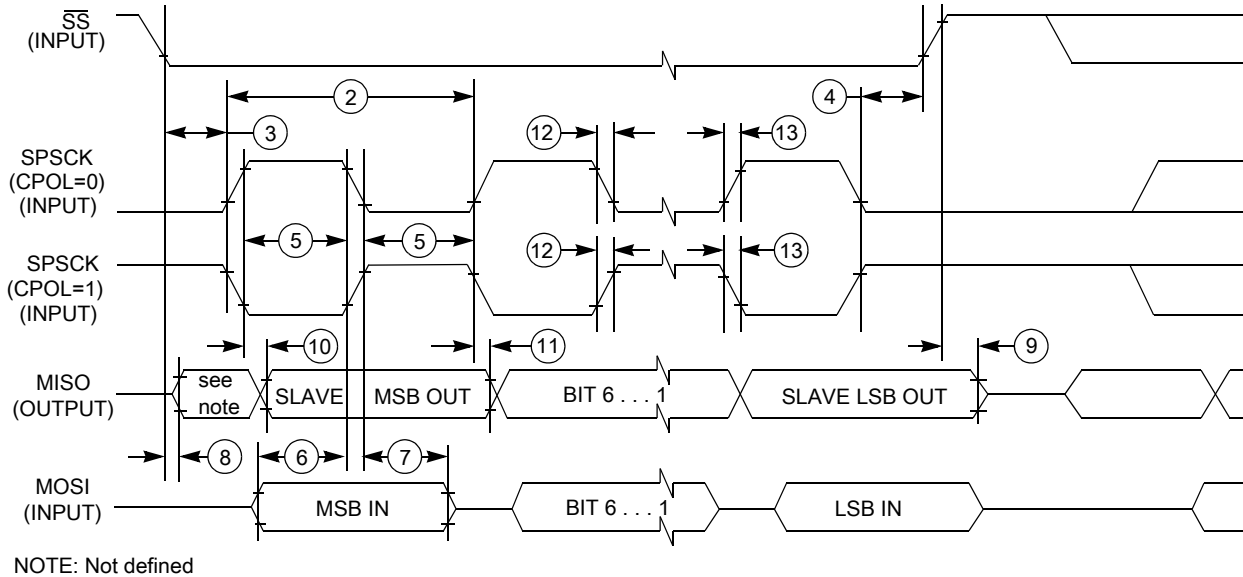 SS
(INPUT)
2
4
3
12
13
SPSCK
(CPOL=0)
(INPUT)
5
5
12
13
SPSCK
(CPOL=1)
(INPUT)
10
11
9
MISO
(OUTPUT)
see
note
SLAVE
MSB OUT
BIT 6 . . . 1
SLAVE LSB OUT
8
6
7
MOSI
(INPUT)
MSB IN
BIT 6 . . . 1
LSB IN
NOTE: Not defined